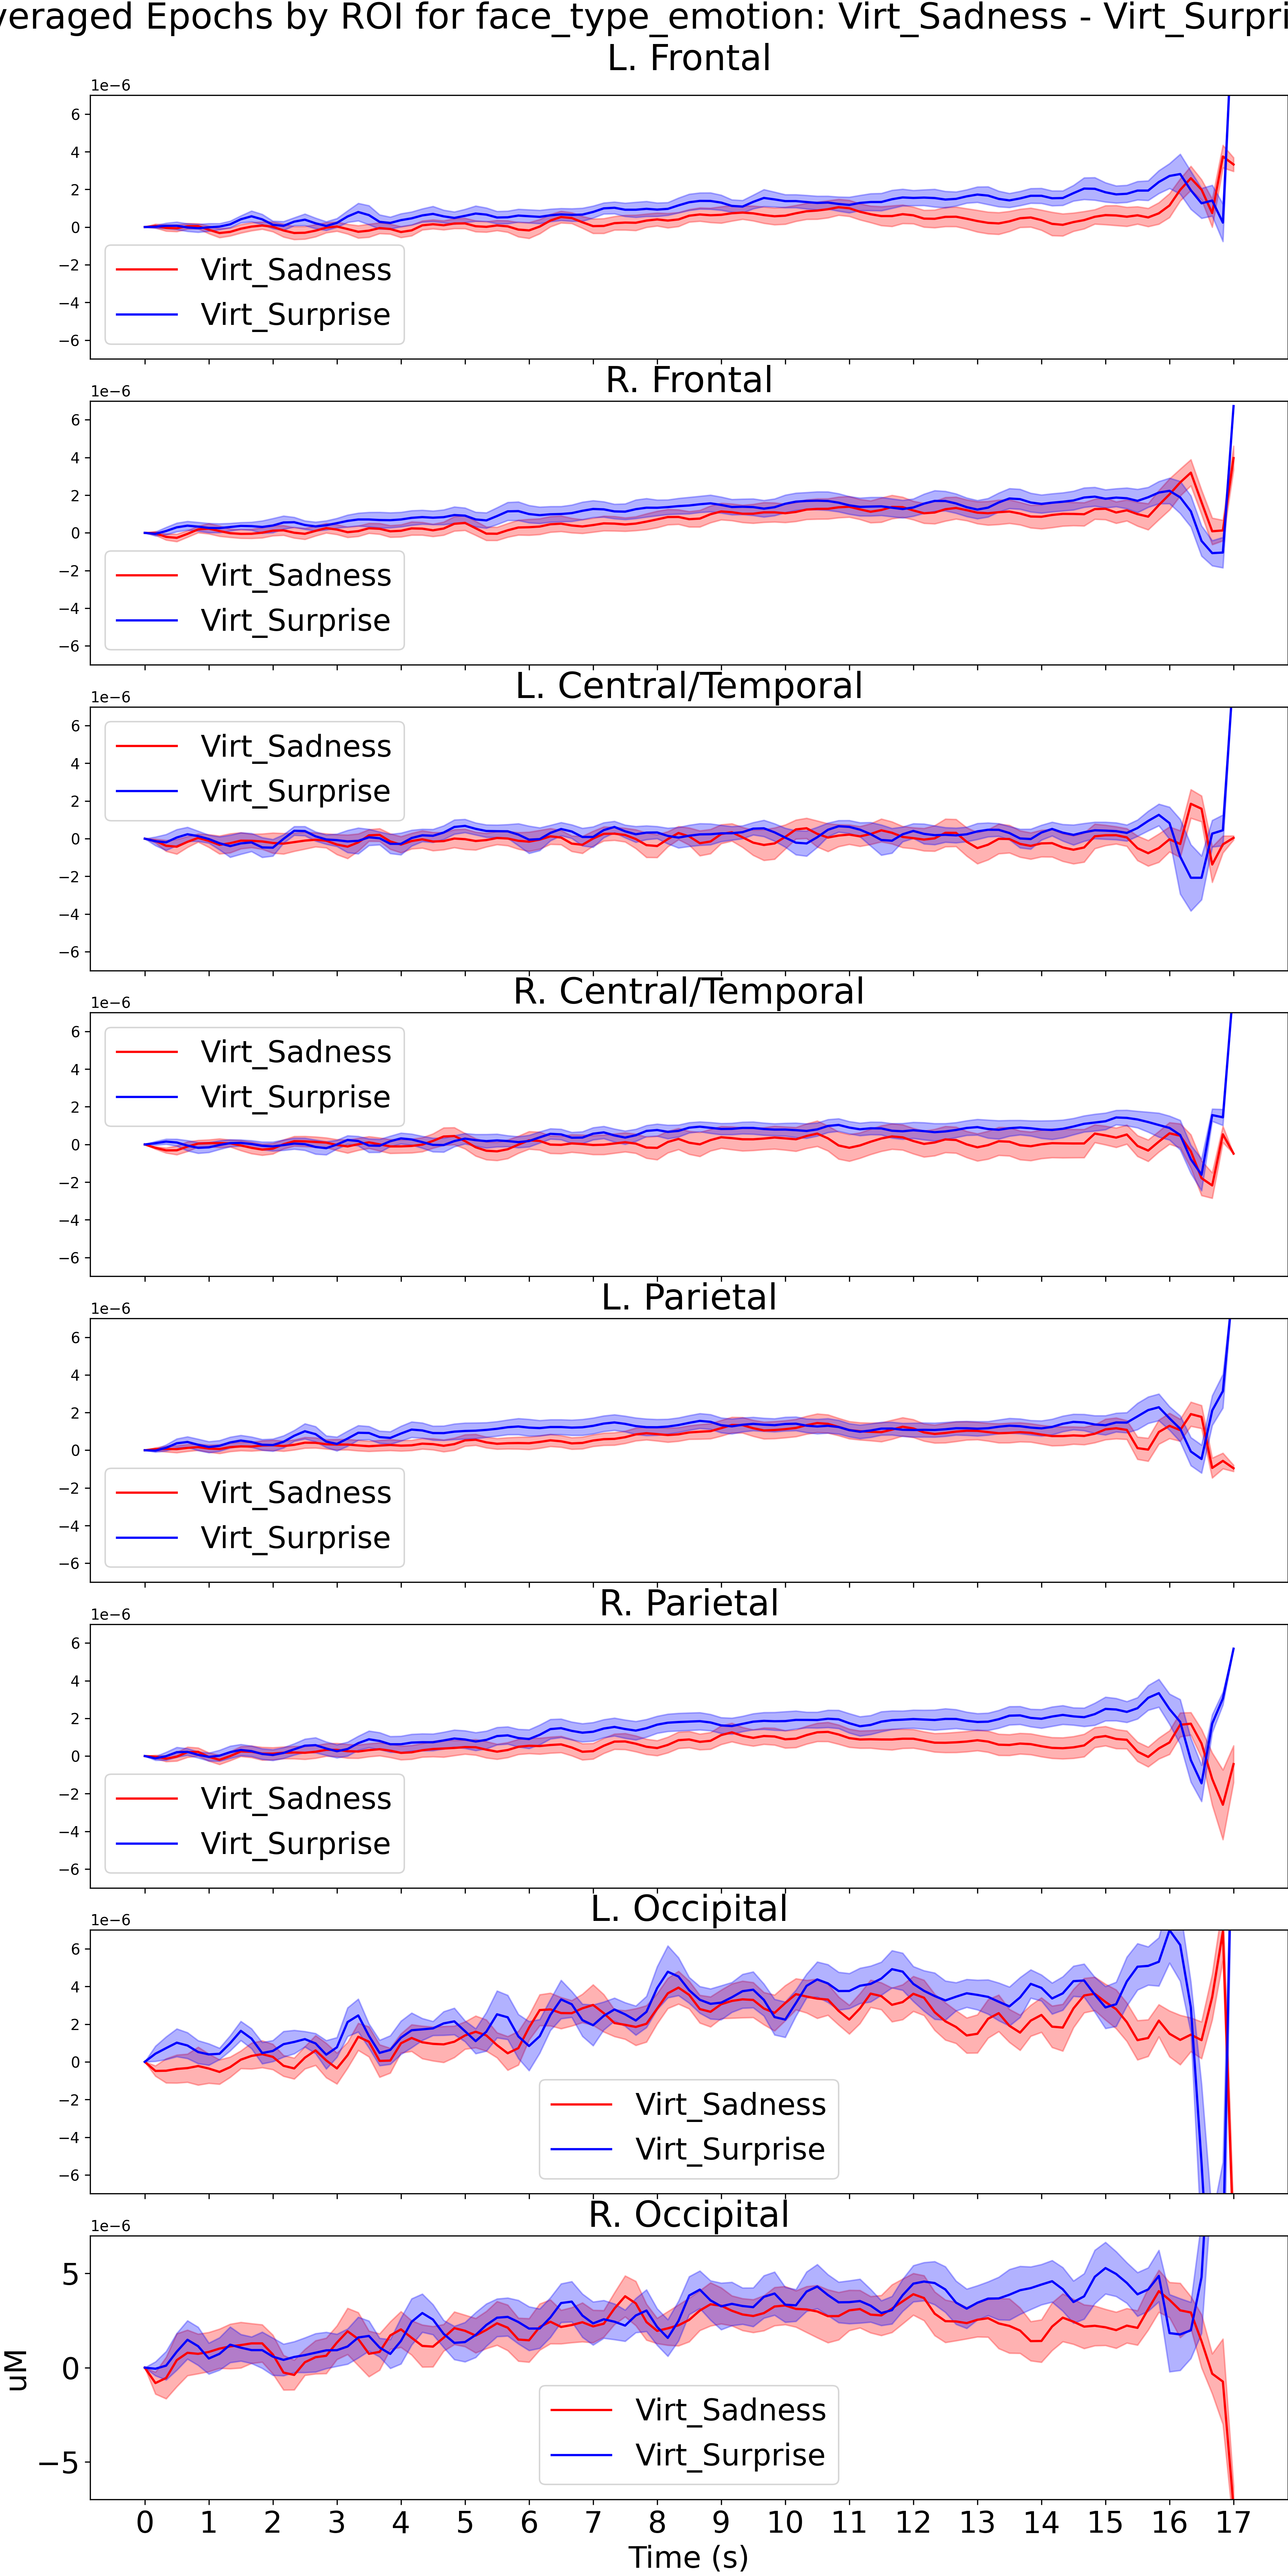 veraged Epochs by ROI for face_type_emotion: Virt_Sadness - Virt_Surpri
L. Frontal
1e−6
6
4
2
0
−2
−4
−6
Virt_Sadness
Virt_Surprise
R. Frontal
1e−6
6
4
2
0
−2
−4
−6
Virt_Sadness
Virt_Surprise
L. Central/Temporal
1e−6
6
4
2
0
−2
−4
−6
Virt_Sadness
Virt_Surprise
R. Central/Temporal
1e−6
6
4
2
0
−2
−4
−6
Virt_Sadness
Virt_Surprise
L. Parietal
1e−6
6
4
2
0
−2
−4
−6
Virt_Sadness
Virt_Surprise
R. Parietal
1e−6
6
4
2
0
−2
−4
−6
Virt_Sadness
Virt_Surprise
L. Occipital
1e−6
6
4
2
0
−2
−4
−6
Virt_Sadness
Virt_Surprise
R. Occipital
1e−6
5
0
−5
uM
Virt_Sadness
Virt_Surprise
0 1 2 3 4 5 6 7 8 9 10 11 12 13 14 15 16 17
Time (s)